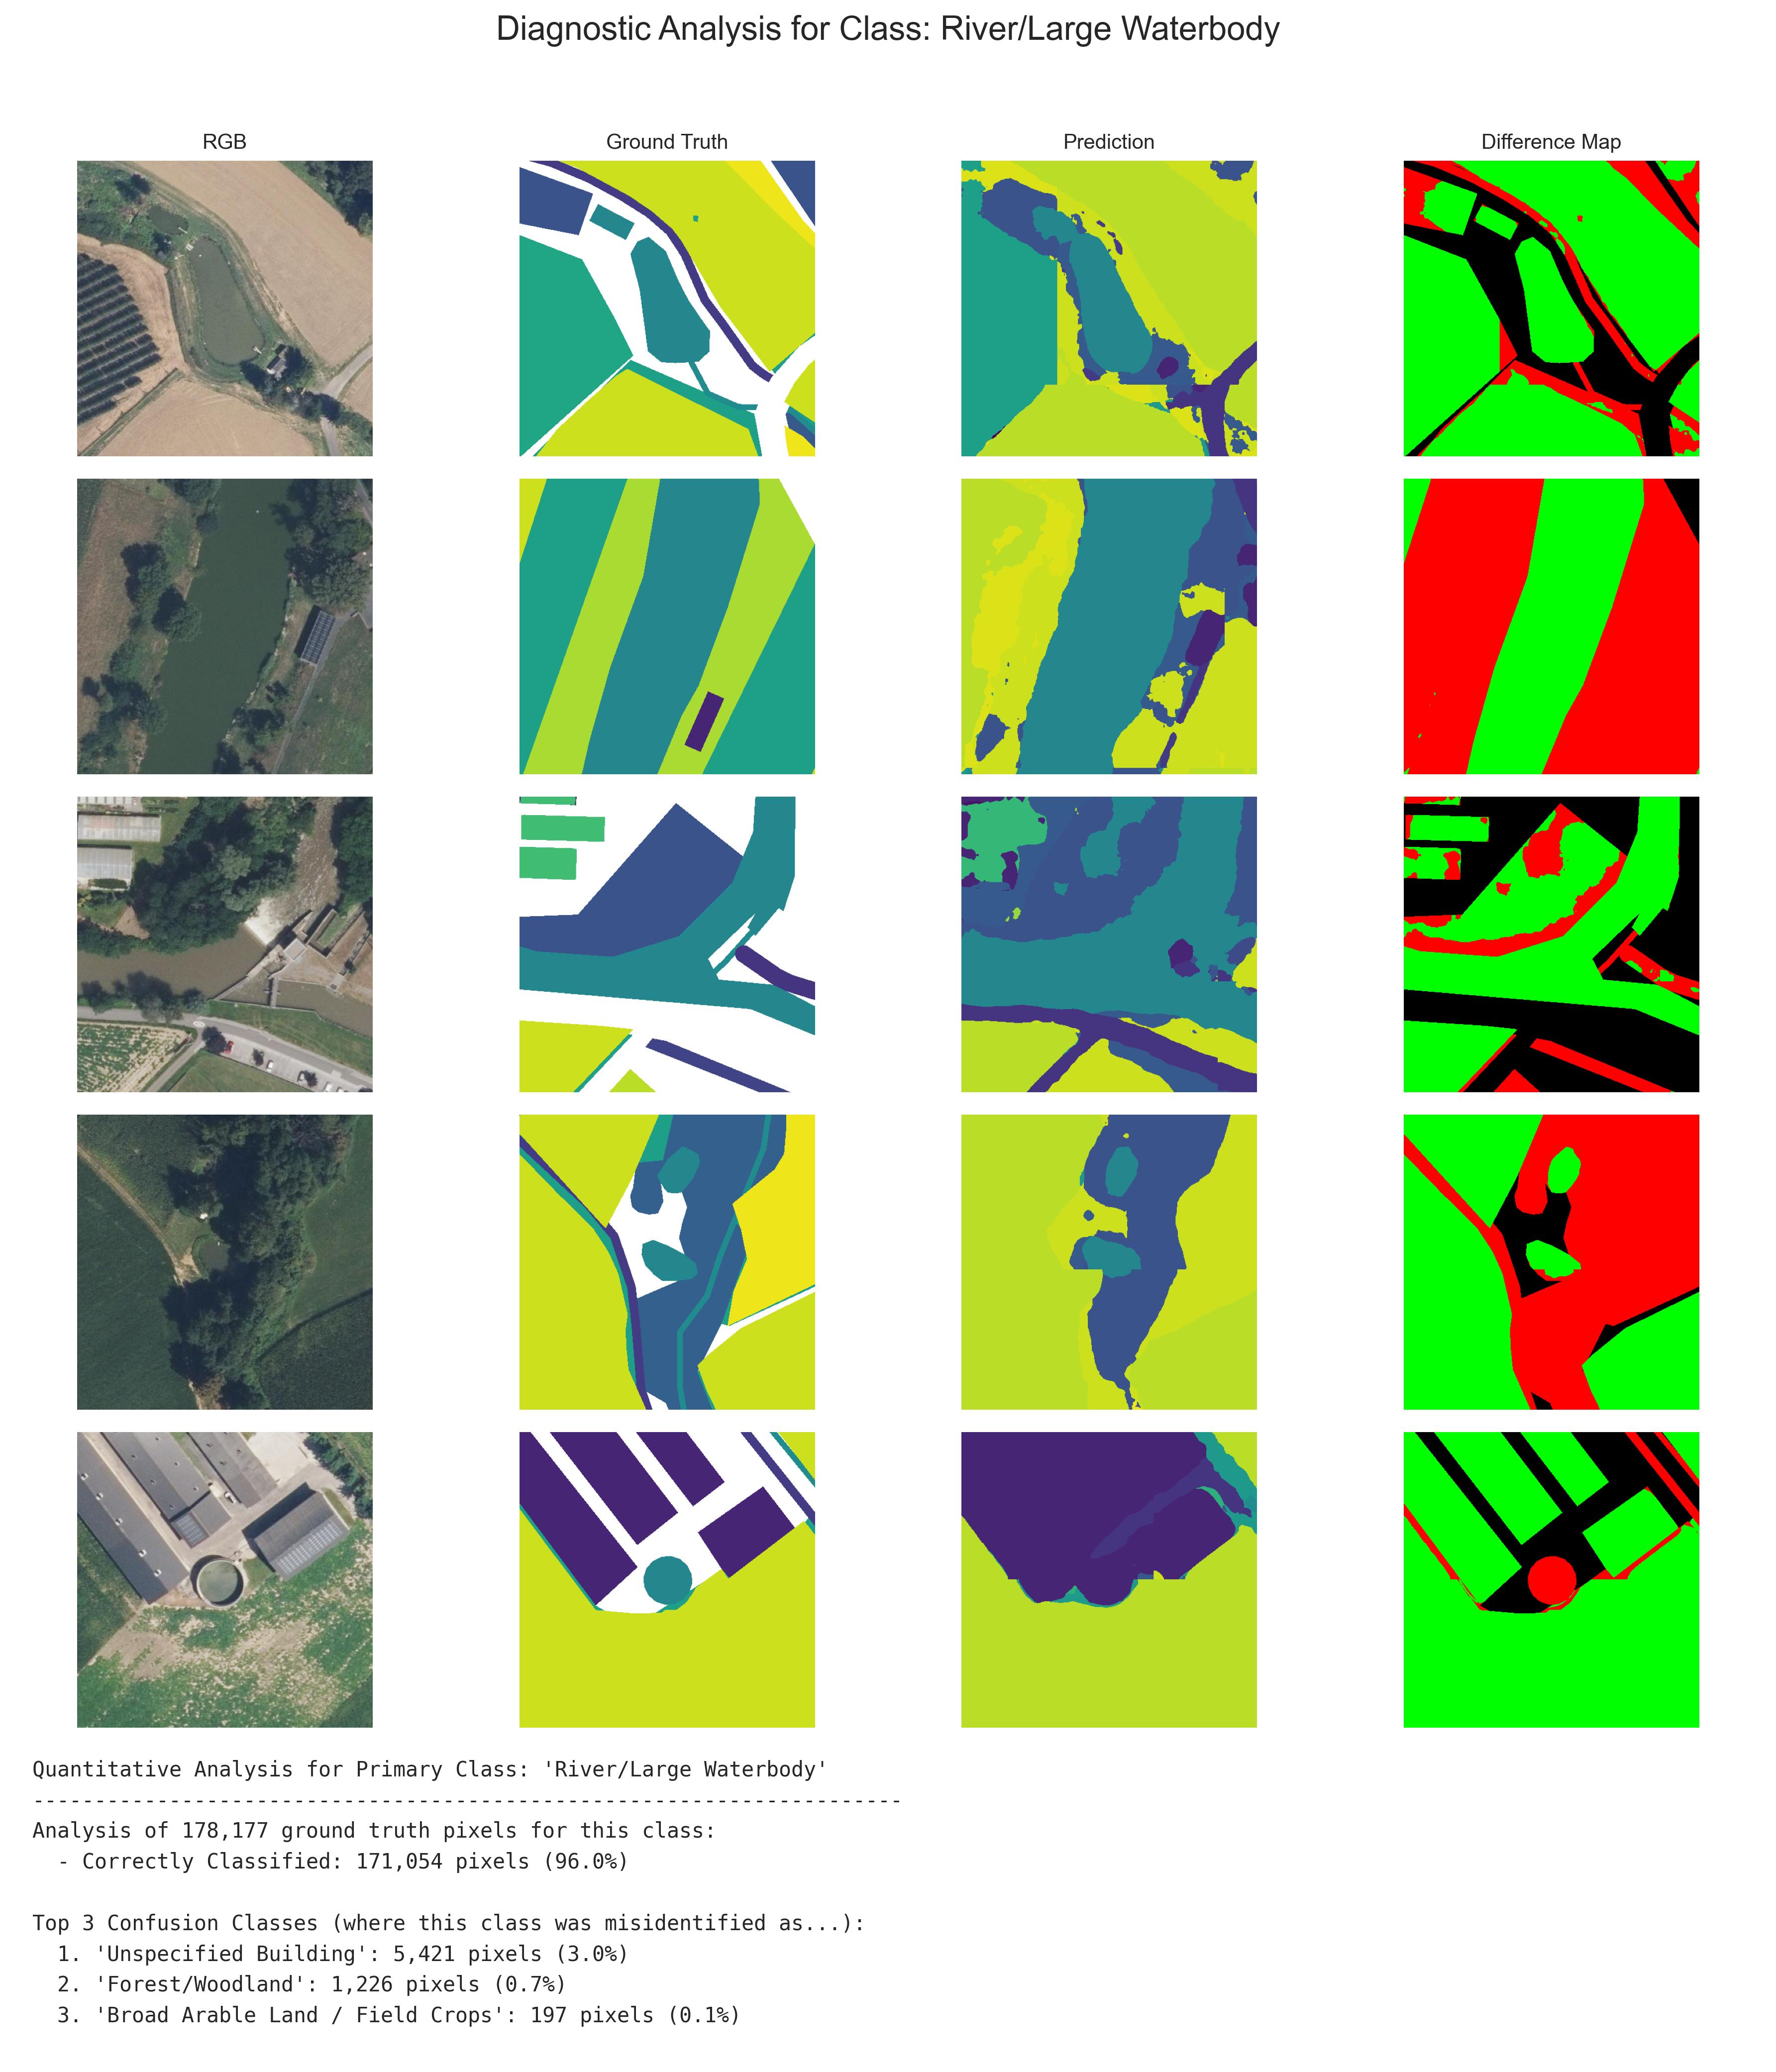 Diagnostic Analysis for Class: River/Large Waterbody
RGB
Ground Truth
Prediction
Difference Map
Quantitative Analysis for Primary Class: 'River/Large Waterbody'
----------------------------------------------------------------------
Analysis of 178,177 ground truth pixels for this class:
- Correctly Classified: 171,054 pixels (96.0%)
Top 3 Confusion Classes (where this class was misidentified as...):
1. 'Unspecified Building': 5,421 pixels (3.0%)
2. 'Forest/Woodland': 1,226 pixels (0.7%)
3. 'Broad Arable Land / Field Crops': 197 pixels (0.1%)